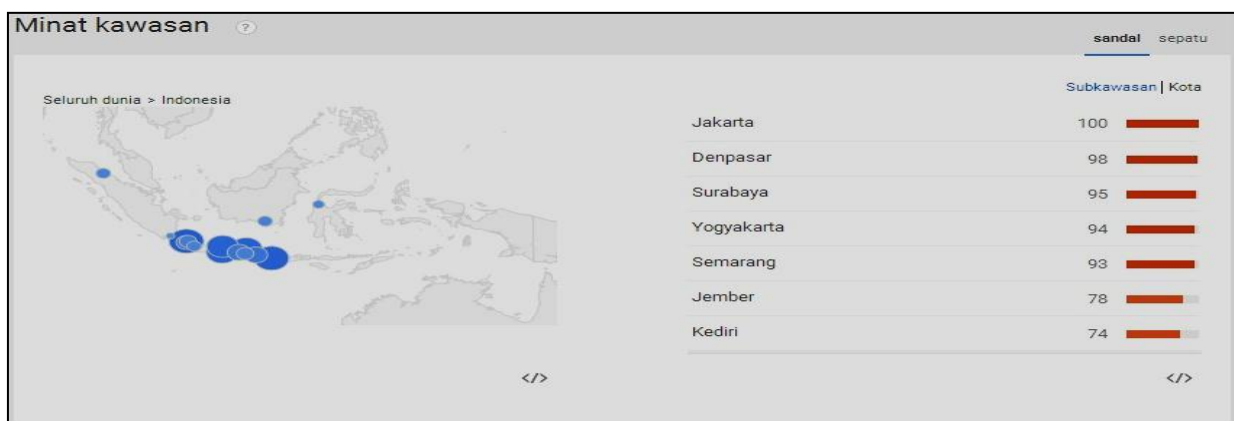 Minat kawasan ?
sandal sepatu
Subkawasan | Kota
Seluruh dunia > Indonesia
Jakarta 100
Denpasar 98
Surabaya 95
Yogyakarta 94
Semarang 93
Jember 78
Kediri 74
</> </>